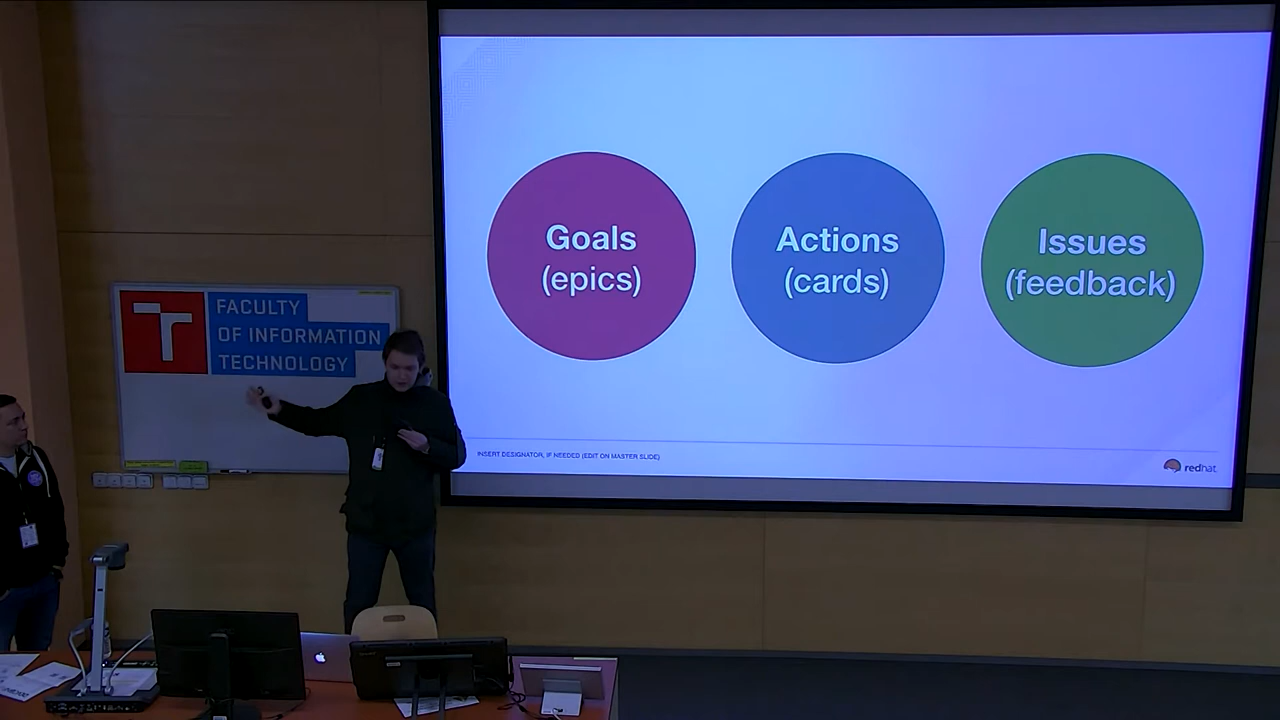 Goals
(epics)
Actions
(cards)
Issues
(feedback)
INSERT DESIGNATOR, IF NEEDED (EDIT ON MASTER SLIDE)
redhat.
FACULTY
OF INFORMATION
TECHNOLOGY